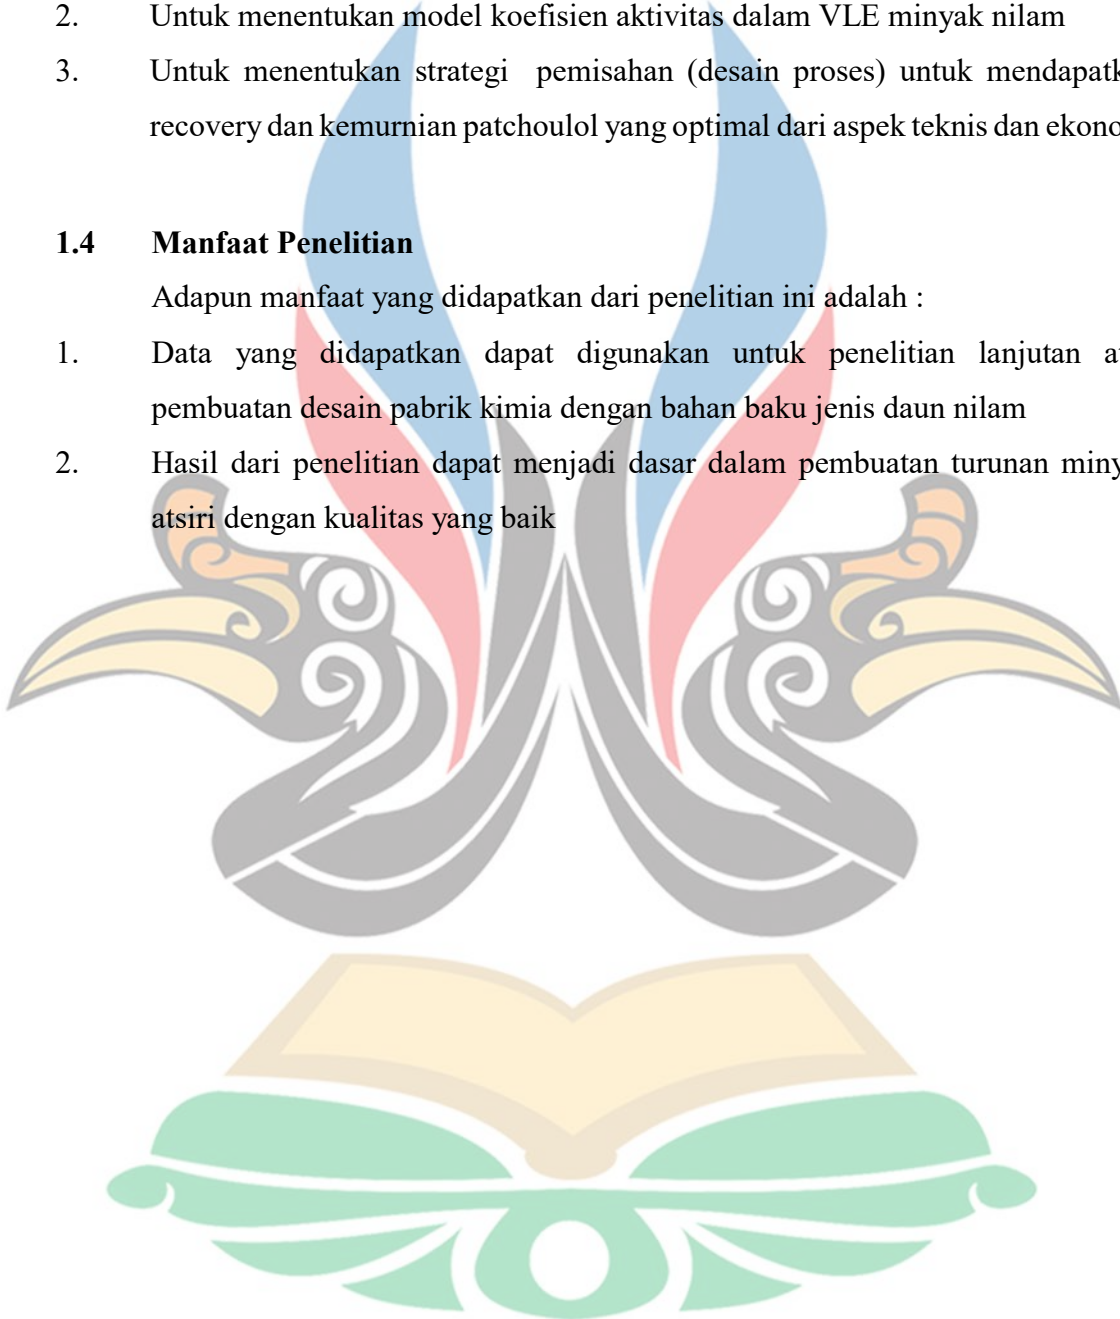 2. Untuk menentukan model koefisien aktivitas dalam VLE minyak nilam
3. Untuk menentukan strategi pemisahan (desain proses) untuk
recovery dan kemurnian patchoulol yang optimal dari aspek teknis dan
1.4 Manfaat Penelitian
Adapun manfaat yang didapatkan dari penelitian ini adalah :
1. Data yang didapatkan dapat digunakan untuk penelitian lanjutan
pembuatan desain pabrik kimia dengan bahan baku jenis daun nilam
2. Hasil dari penelitian dapat menjadi dasar dalam pembuatan turunan
atsiri dengan kualitas yang baik